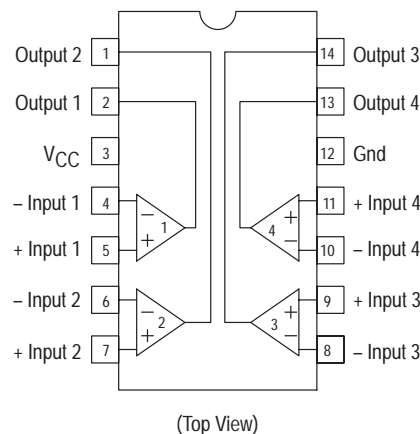 Output 2 1 14 Output 3
Output 1 2 13 Output 4
VCC 3 12 Gnd
– Input 1 4 – 1 + 4 11 + Input 4
+ Input 1 5 + – 10 – Input 4
– Input 2 6 – 2 + 3 9 + Input 3
+ Input 2 7 + – 8 – Input 3
(Top View)